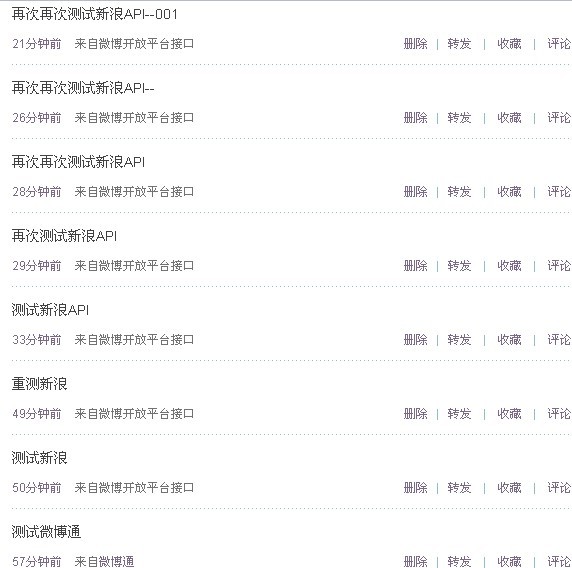 再次再次测试新浪API--001
21分钟前 来自微博开放平台接口 删除 | 转发 | 收藏 | 评论
再次再次测试新浪API--
26分钟前 来自微博开放平台接口 删除 | 转发 | 收藏 | 评论
再次再次测试新浪API
28分钟前 来自微博开放平台接口 删除 | 转发 | 收藏 | 评论
再次测试新浪API
29分钟前 来自微博开放平台接口 删除 | 转发 | 收藏 | 评论
测试新浪API
33分钟前 来自微博开放平台接口 删除 | 转发 | 收藏 | 评论
重测新浪
49分钟前 来自微博开放平台接口 删除 | 转发 | 收藏 | 评论
测试新浪
50分钟前 来自微博开放平台接口 删除 | 转发 | 收藏 | 评论
测试微博通
57分钟前 来自微博通 删除 | 转发 | 收藏 | 评论